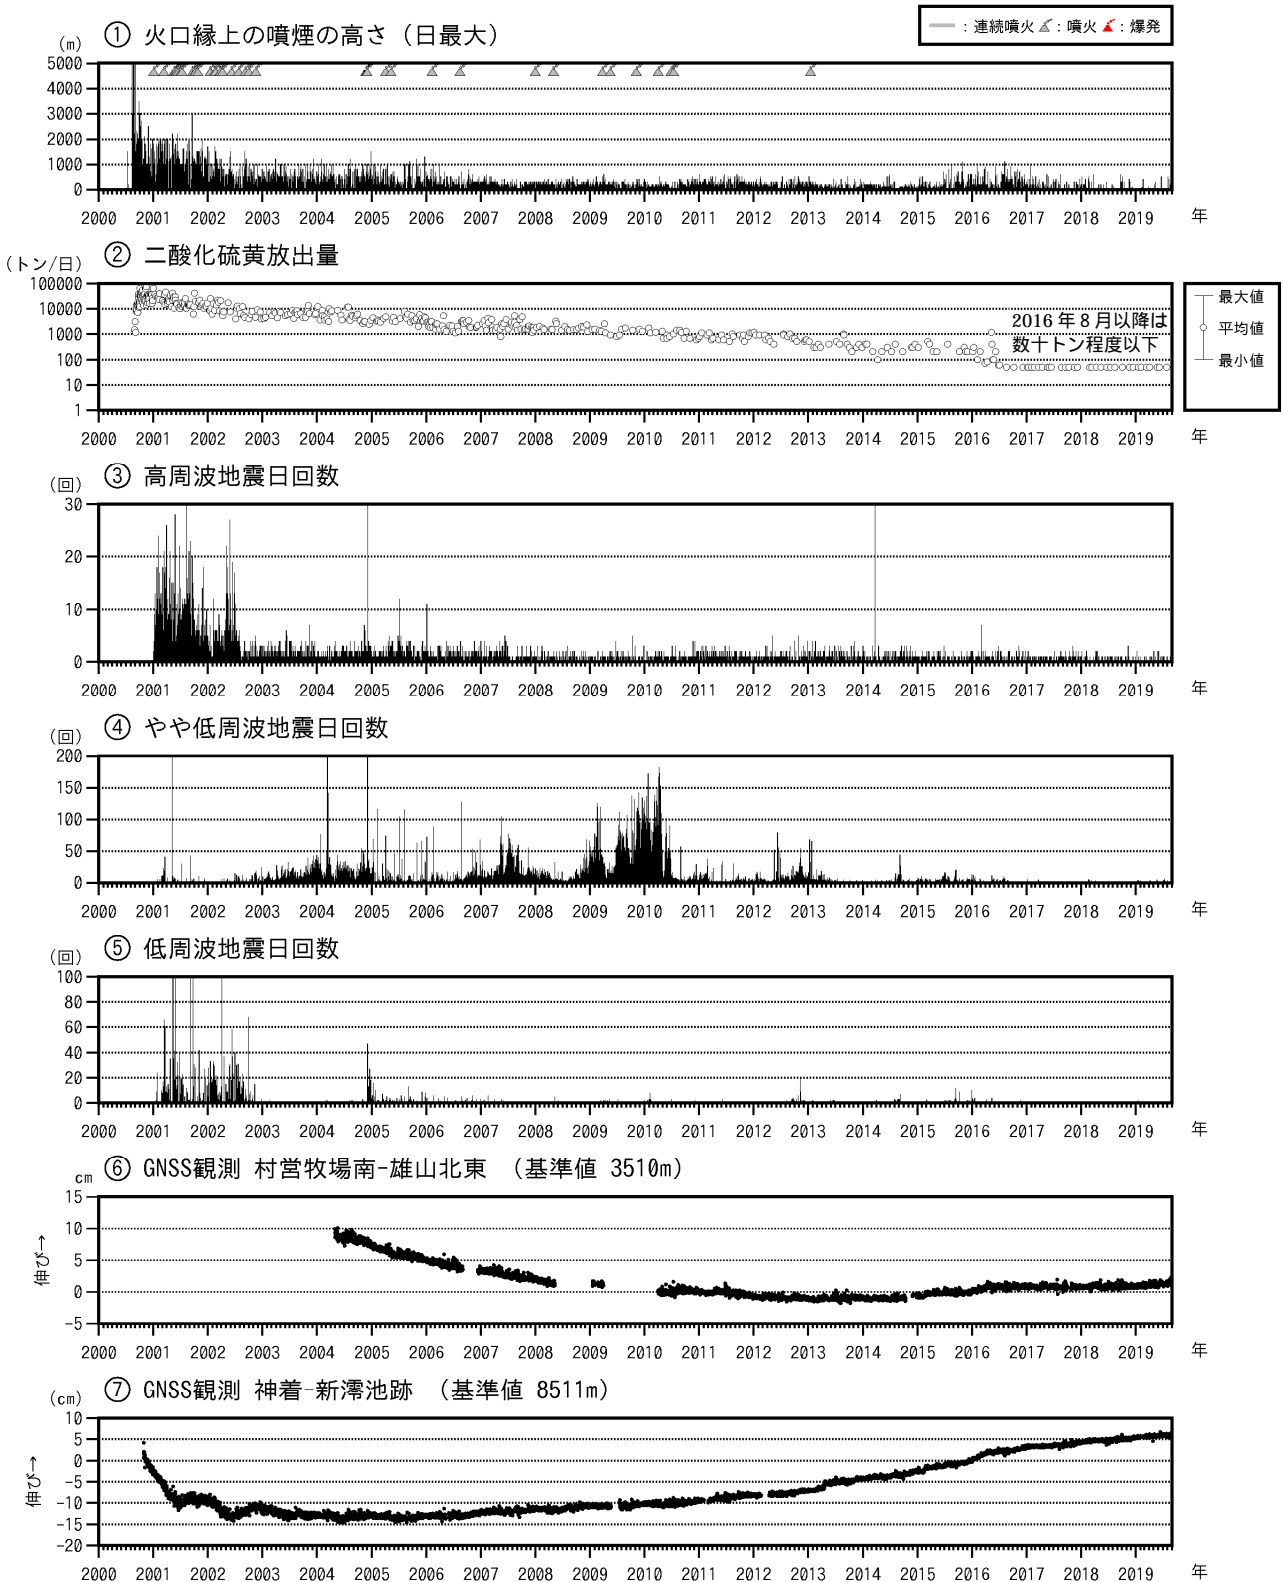 ① 火口縁上の噴煙の高さ（日最大）
：連続噴火 ：噴火 ：爆発
(m)
5000
4000
3000
2000
1000
0
2000 2001 2002 2003 2004 2005 2006 2007 2008 2009 2010 2011 2012 2013 2014 2015 2016 2017 2018 2019 年
② 二酸化硫黄放出量
(トン/日)
100000
10000
1000
100
10
1
2016年8月以降は
数十トン程度以下
最大値
平均値
最小値
2000 2001 2002 2003 2004 2005 2006 2007 2008 2009 2010 2011 2012 2013 2014 2015 2016 2017 2018 2019 年
③ 高周波地震日回数
(回)
30
20
10
0
2000 2001 2002 2003 2004 2005 2006 2007 2008 2009 2010 2011 2012 2013 2014 2015 2016 2017 2018 2019 年
④ やや低周波地震日回数
(回)
200
150
100
50
0
2000 2001 2002 2003 2004 2005 2006 2007 2008 2009 2010 2011 2012 2013 2014 2015 2016 2017 2018 2019 年
⑤ 低周波地震日回数
(回)
100
80
60
40
20
0
2000 2001 2002 2003 2004 2005 2006 2007 2008 2009 2010 2011 2012 2013 2014 2015 2016 2017 2018 2019 年
⑥ GNSS観測 村営牧場南-雄山北東 （基準値 3510m）
cm
15
10
5
0
-5
伸び→
2000 2001 2002 2003 2004 2005 2006 2007 2008 2009 2010 2011 2012 2013 2014 2015 2016 2017 2018 2019 年
⑦ GNSS観測 神着-新澪池跡 （基準値 8511m）
(cm)
10
5
0
-5
-10
-15
-20
伸び→
2000 2001 2002 2003 2004 2005 2006 2007 2008 2009 2010 2011 2012 2013 2014 2015 2016 2017 2018 2019 年